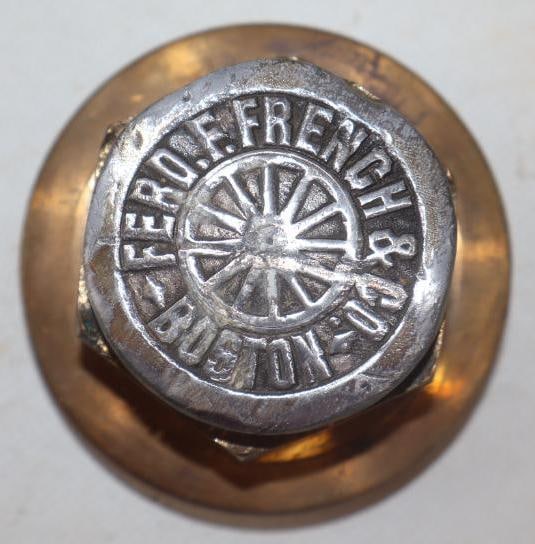 FERD. F. FRENCH & CO.
BOSTON